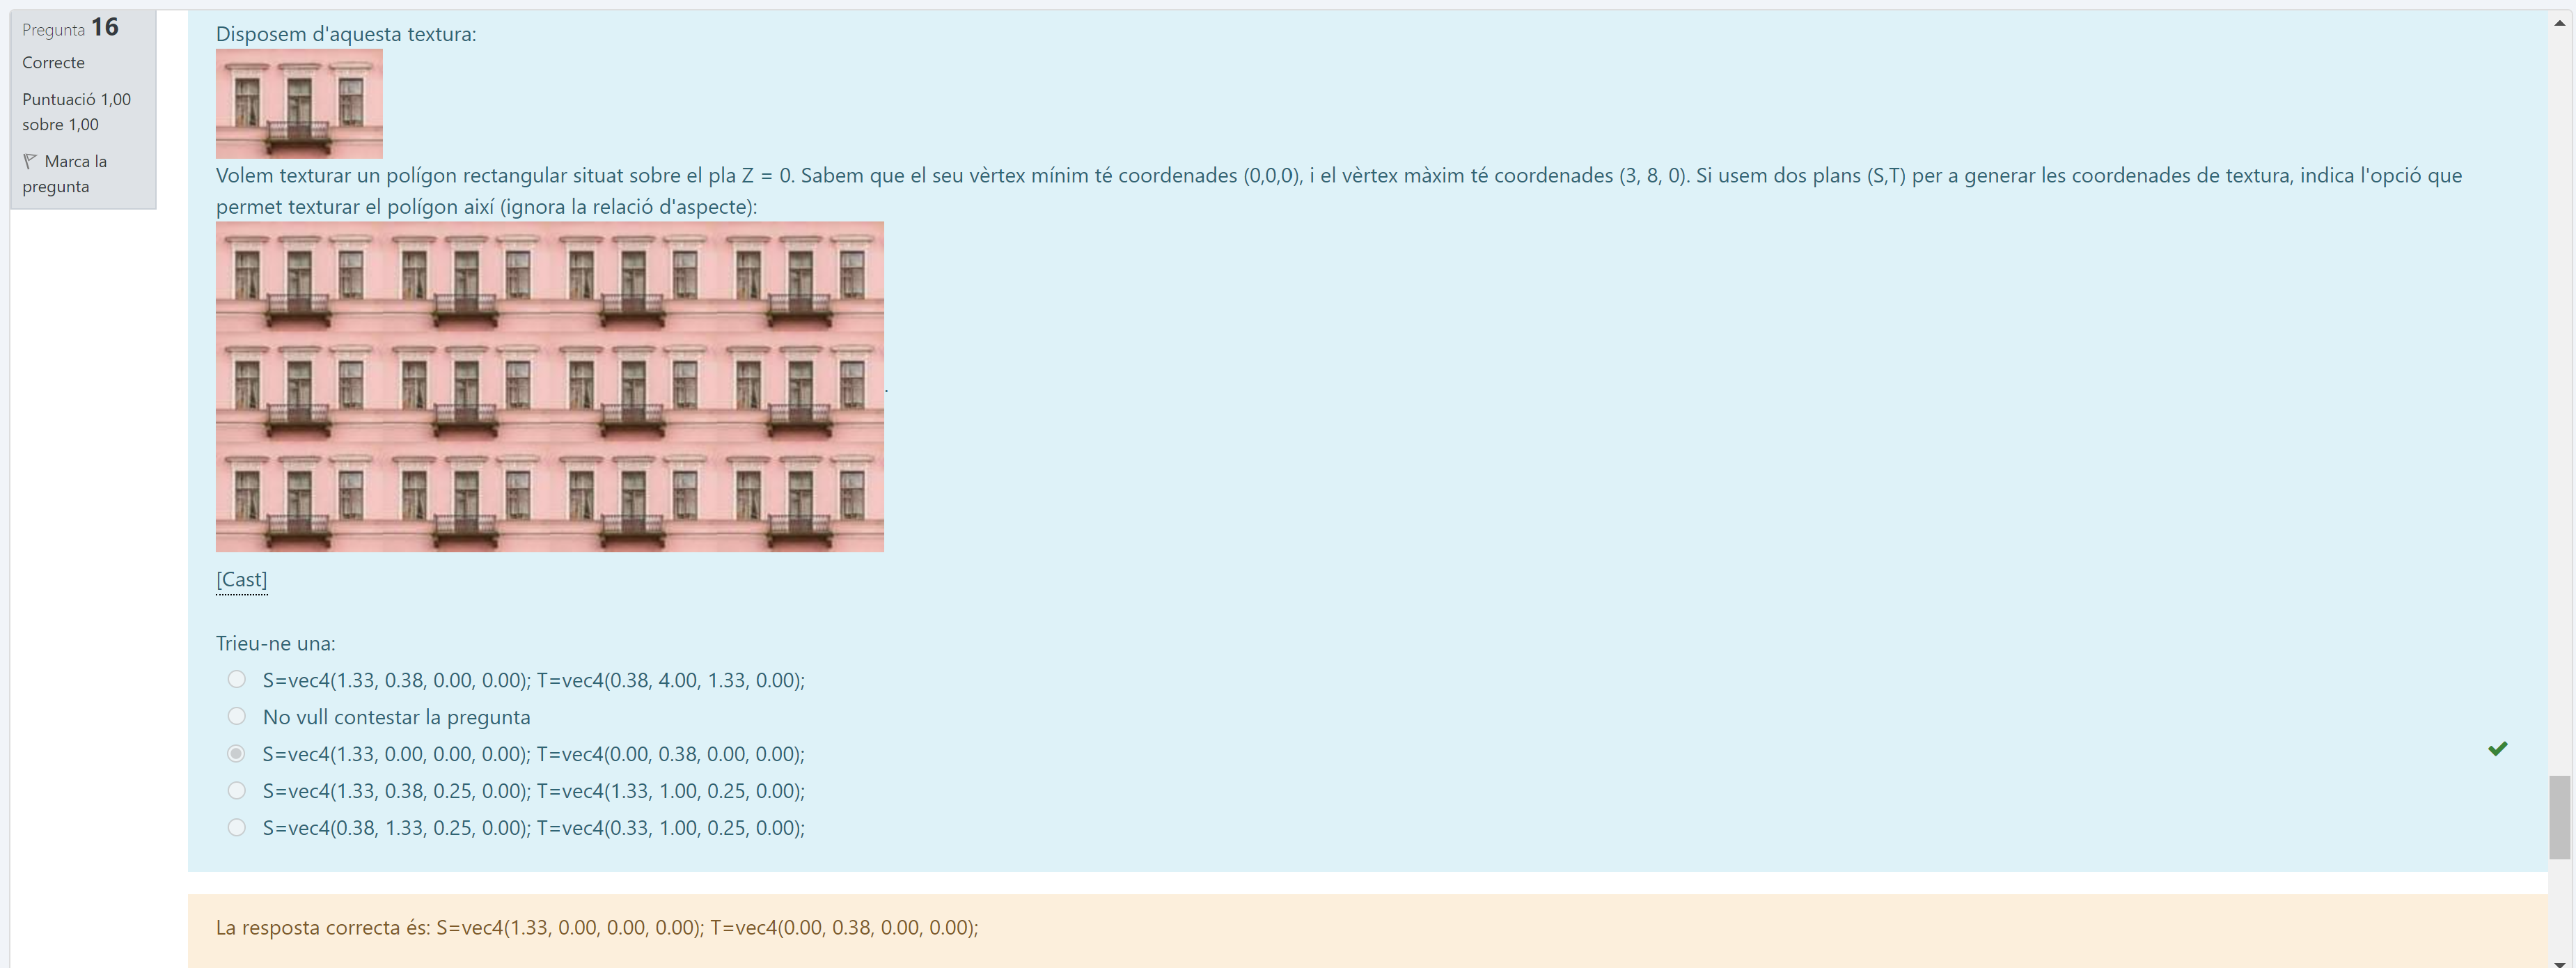 Pregunta 16
Correcte
Puntuació 1,00
sobre 1,00
Marca la
pregunta
Disposem d'aquesta textura:
Volem texturar un polígon rectangular situat sobre el pla Z = 0. Sabem que el seu vèrtex mínim té coordenades (0,0,0), i el vèrtex màxim té coordenades (3, 8, 0). Si usem dos plans (S,T) per a generar les coordenades de textura, indica l'opció que
permet texturar el polígon així (ignora la relació d'aspecte):
.
[Cast]
Trieu-ne una:
S=vec4(1.33, 0.38, 0.00, 0.00); T=vec4(0.38, 4.00, 1.33, 0.00);
No vull contestar la pregunta
S=vec4(1.33, 0.00, 0.00, 0.00); T=vec4(0.00, 0.38, 0.00, 0.00);
S=vec4(1.33, 0.38, 0.25, 0.00); T=vec4(1.33, 1.00, 0.25, 0.00);
S=vec4(0.38, 1.33, 0.25, 0.00); T=vec4(0.33, 1.00, 0.25, 0.00);
La resposta correcta és: S=vec4(1.33, 0.00, 0.00, 0.00); T=vec4(0.00, 0.38, 0.00, 0.00);